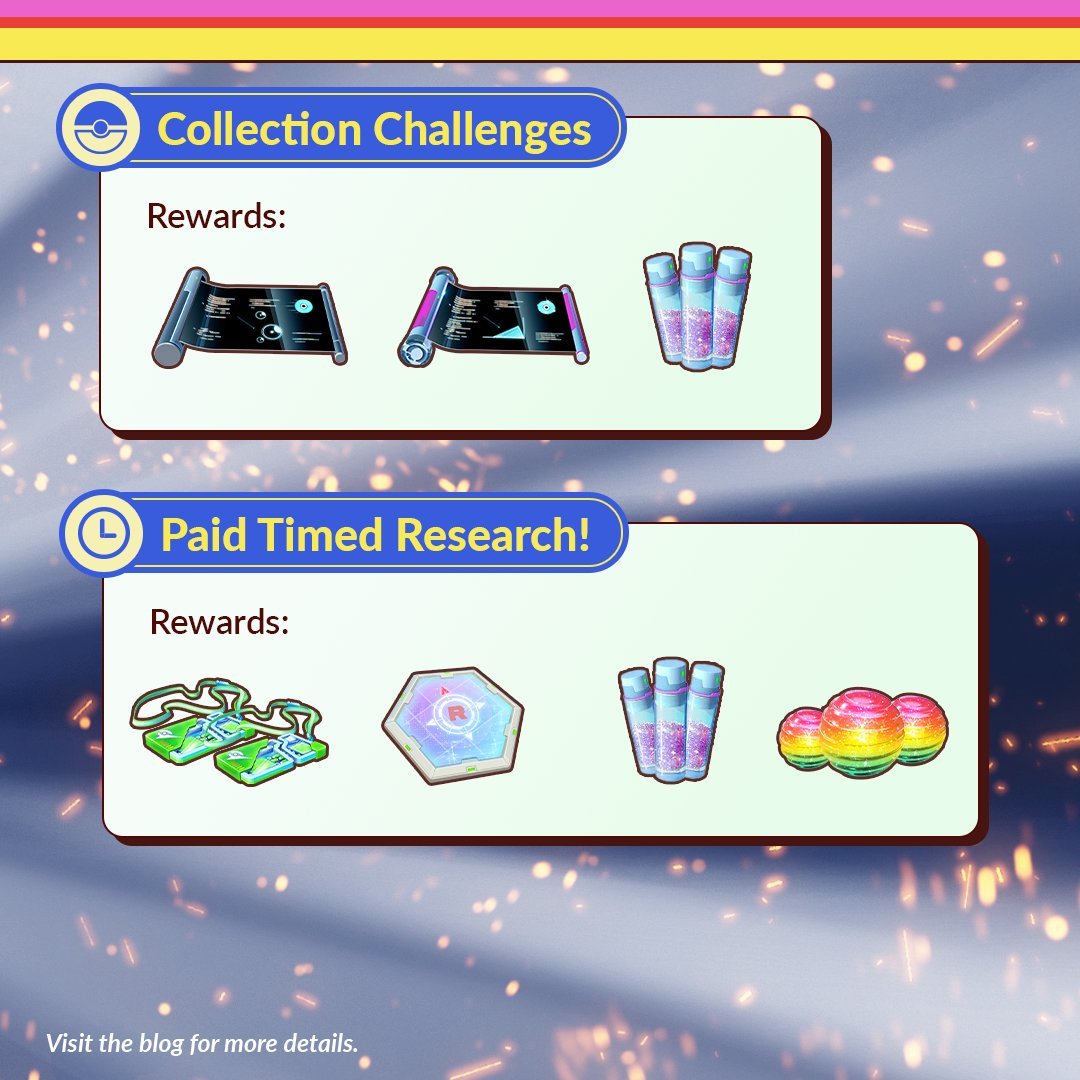 Collection Challenges
Rewards:
Paid Timed Research!
Rewards:
R
Visit the blog for more details.